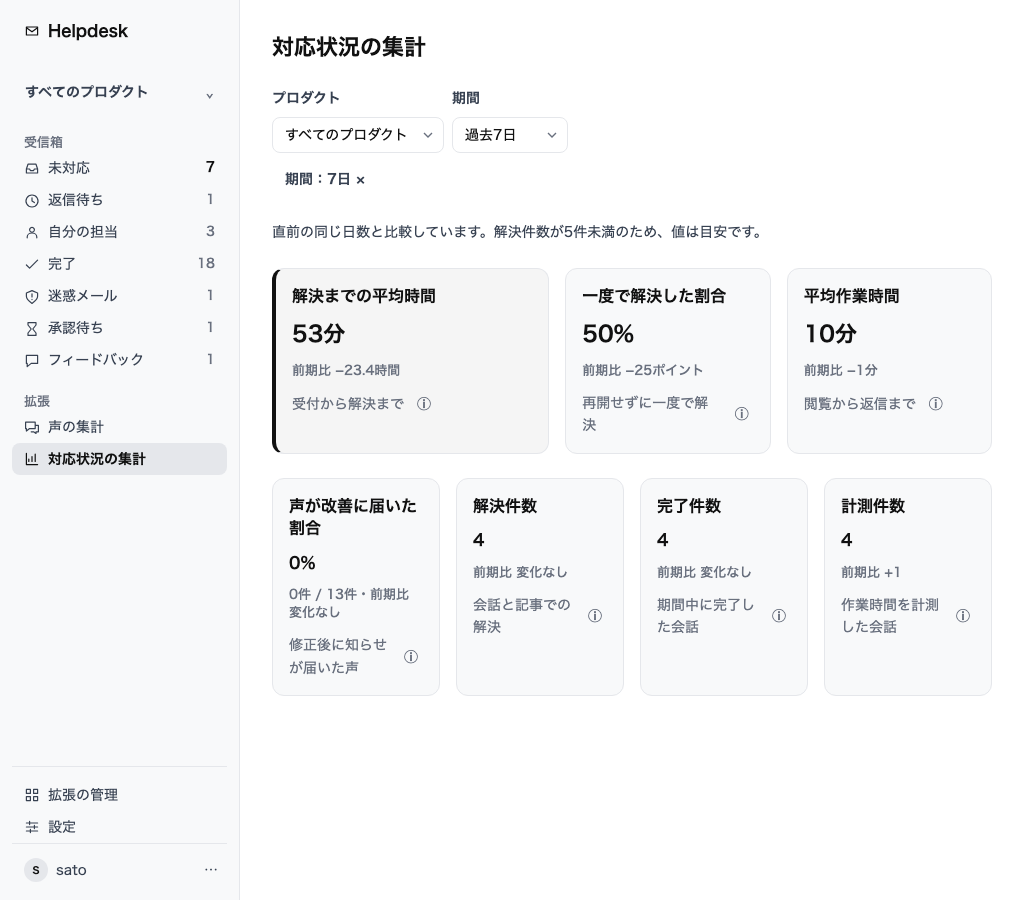 Helpdesk
すべてのプロダクト
受信箱
未対応 7
返信待ち 1
自分の担当 3
完了 18
迷惑メール 1
承認待ち 1
フィードバック 1
拡張
声の集計
対応状況の集計
拡張の管理
設定
S sato
対応状況の集計
プロダクト 期間
すべてのプロダクト 過去7日
期間：7日 ×
直前の同じ日数と比較しています。解決件数が5件未満のため、値は目安です。
解決までの平均時間
53分
前期比 −23.4時間
受付から解決まで
一度で解決した割合
50%
前期比 −25ポイント
再開せずに一度で解
決
平均作業時間
10分
前期比 −1分
閲覧から返信まで
声が改善に届いた
割合
0%
0件 / 13件・前期比
変化なし
修正後に知らせ
が届いた声
解決件数
4
前期比 変化なし
会話と記事での
解決
完了件数
4
前期比 変化なし
期間中に完了し
た会話
計測件数
4
前期比 +1
作業時間を計測
した会話